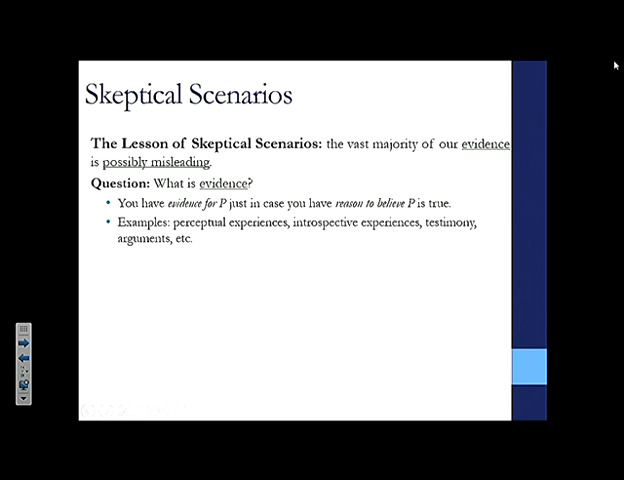 Skeptical Scenarios
The Lesson of Skeptical Scenarios: the vast majority of our evidence
is possibly misleading.
Question: What is evidence?
• You have evidence for P just in case you have reason to believe P is true.
• Examples: perceptual experiences, introspective experiences, testimony,
arguments, etc.